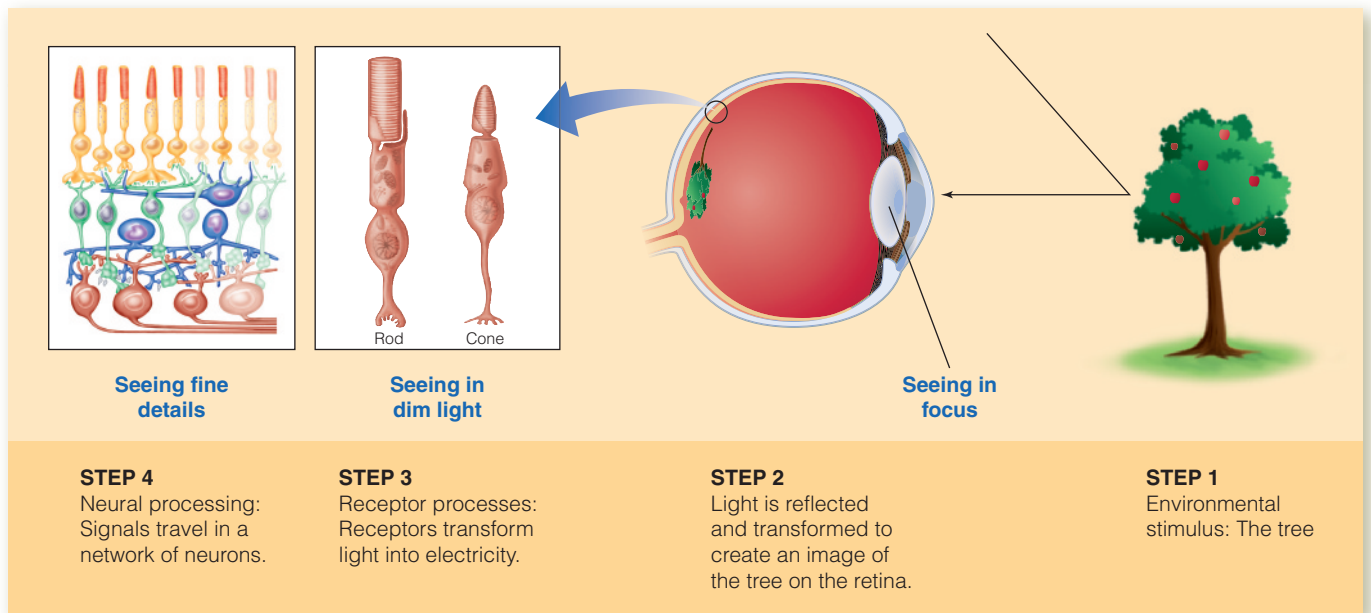 Rod
Cone
Seeing fine
details
Seeing in
dim light
Seeing in
focus
STEP 4
Neural processing:
Signals travel in a
network of neurons.
STEP 3
Receptor processes:
Receptors transform
light into electricity.
STEP 2
Light is reflected
and transformed to
create an image of
the tree on the retina.
STEP 1
Environmental
stimulus: The tree